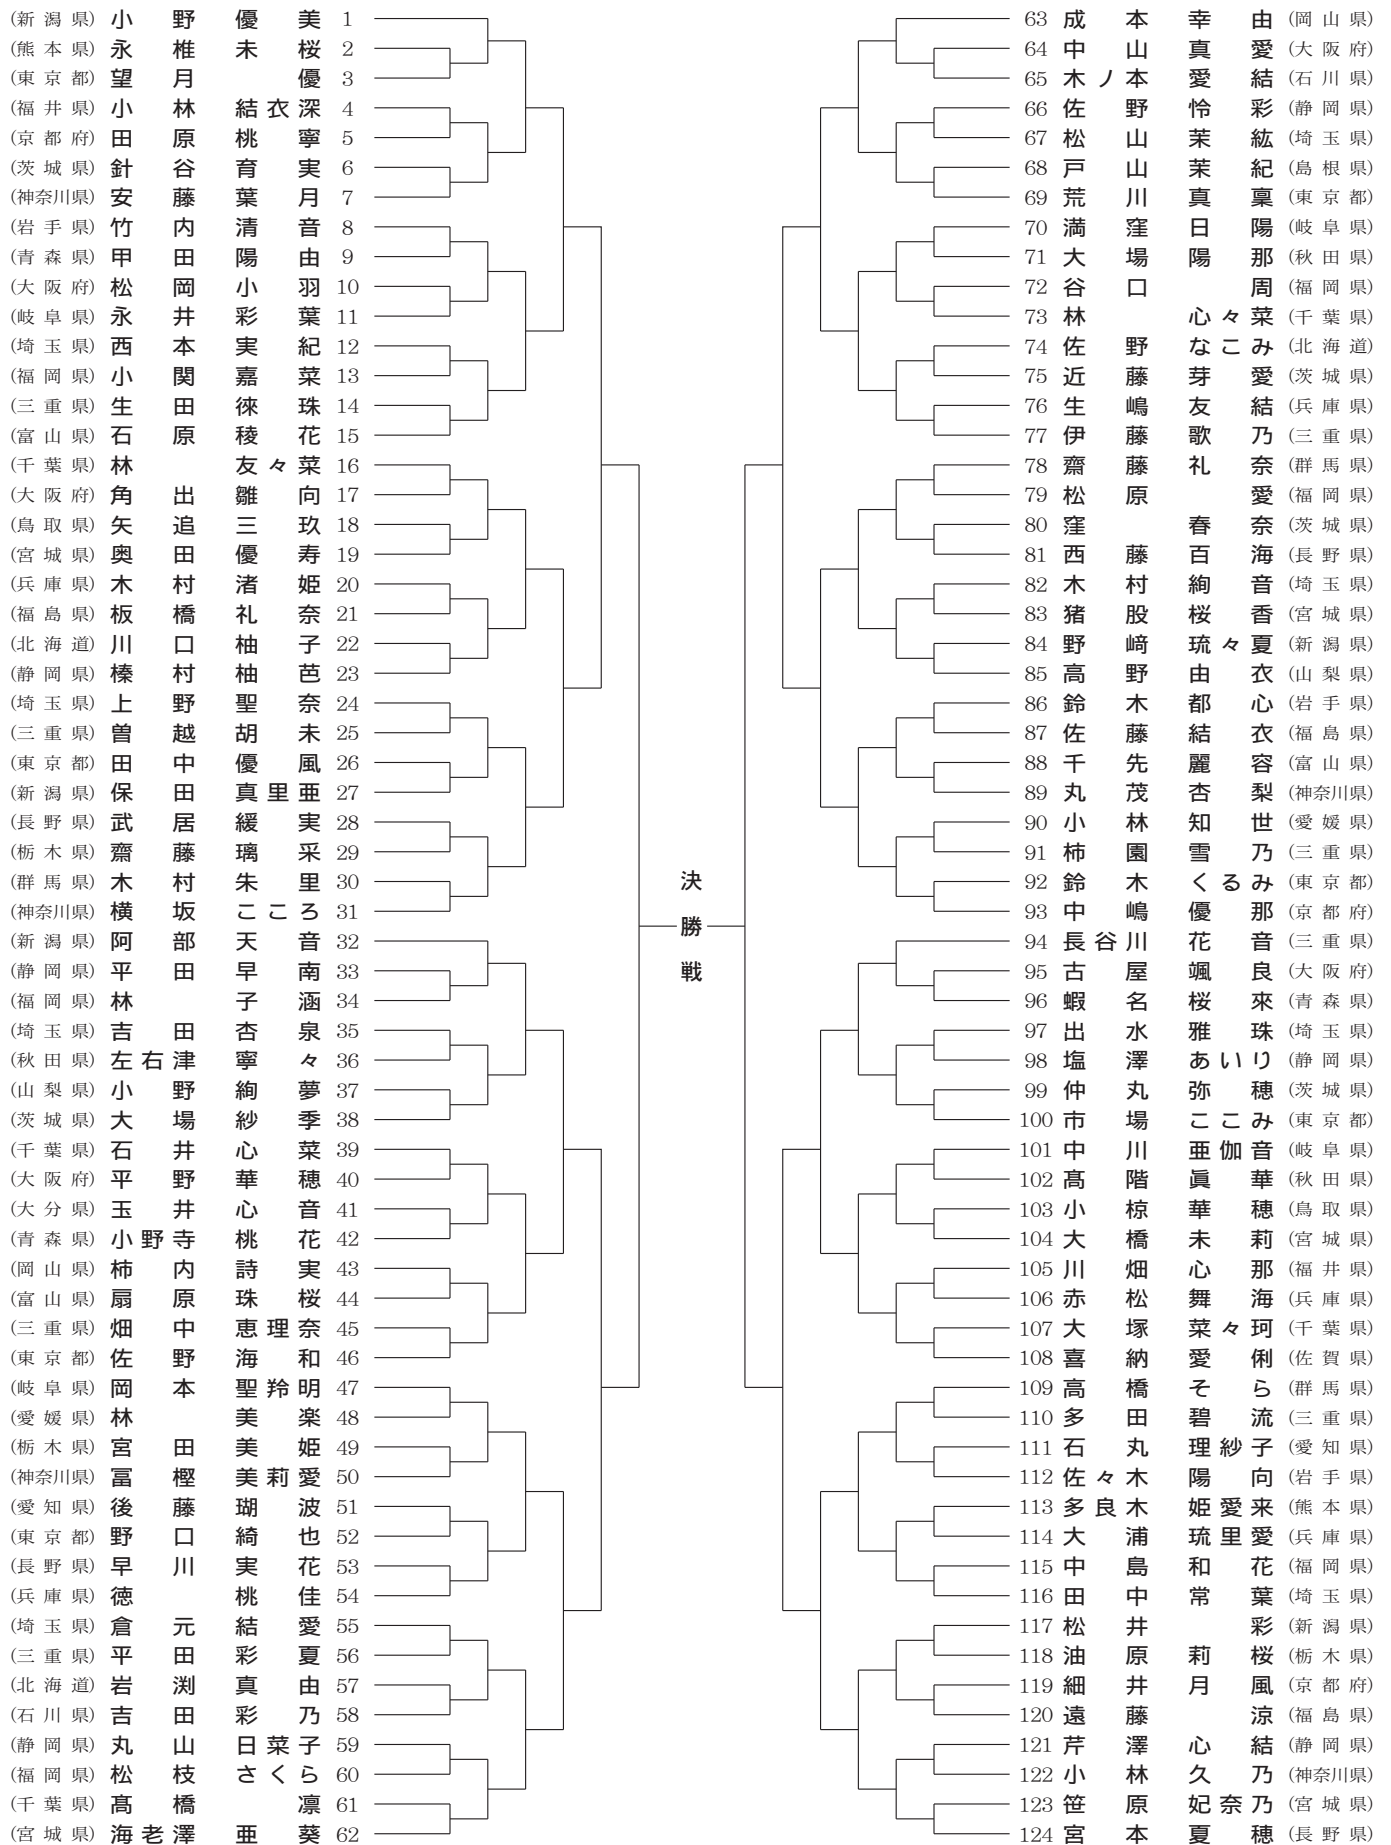 (新潟県) 小野優美 1
(熊本県) 永椎未桜 2
(東京都) 望月優 3
(福井県) 小林結衣深 4
(京都府) 田原桃寧 5
(茨城県) 針谷育実 6
(神奈川県) 安藤葉月 7
(岩手県) 竹内清音 8
(青森県) 甲田陽由 9
(大阪府) 松岡小羽 10
(岐阜県) 永井彩葉 11
(埼玉県) 西本実紀 12
(福岡県) 小関嘉菜 13
(三重県) 生田徠珠 14
(富山県) 石原稜花 15
(千葉県) 林友々菜 16
(大阪府) 角出雛向 17
(鳥取県) 矢追三玖 18
(宮城県) 奥田優寿 19
(兵庫県) 木村渚姫 20
(福島県) 板橋礼奈 21
(北海道) 川口柚子 22
(静岡県) 榛村柚芭 23
(埼玉県) 上野聖奈 24
(三重県) 曽越胡未 25
(東京都) 田中優風 26
(新潟県) 保田真里亜 27
(長野県) 武居緩実 28
(栃木県) 齋藤璃采 29
(群馬県) 木村朱里 30
(神奈川県) 横坂こころ 31
(新潟県) 阿部天音 32
(静岡県) 平田早南 33
(福岡県) 林子涵 34
(埼玉県) 吉田杏泉 35
(秋田県) 左右津寧々 36
(山梨県) 小野絢夢 37
(茨城県) 大場紗季 38
(千葉県) 石井心菜 39
(大阪府) 平野華穂 40
(大分県) 玉井心音 41
(青森県) 小野寺桃花 42
(岡山県) 柿内詩実 43
(富山県) 扇原珠桜 44
(三重県) 畑中恵理奈 45
(東京都) 佐野海和 46
(岐阜県) 岡本聖羚明 47
(愛媛県) 林美楽 48
(栃木県) 宮田美姫 49
(神奈川県) 冨樫美莉愛 50
(愛知県) 後藤瑚波 51
(東京都) 野口綺也 52
(長野県) 早川実花 53
(兵庫県) 徳桃佳 54
(埼玉県) 倉元結愛 55
(三重県) 平田彩夏 56
(北海道) 岩渕真由 57
(石川県) 吉田彩乃 58
(静岡県) 丸山日菜子 59
(福岡県) 松枝さくら 60
(千葉県) 髙橋凛 61
(宮城県) 海老澤亜葵 62
決勝戦
63 成本幸由 (岡山県)
64 中山真愛 (大阪府)
65 木ノ本愛結 (石川県)
66 佐野怜彩 (静岡県)
67 松山茉紘 (埼玉県)
68 戸山茉紀 (島根県)
69 荒川真稟 (東京都)
70 満窪日陽 (岐阜県)
71 大場陽那 (秋田県)
72 谷口周 (福岡県)
73 林心々菜 (千葉県)
74 佐野なこみ (北海道)
75 近藤芽愛 (茨城県)
76 生嶋友結 (兵庫県)
77 伊藤歌乃 (三重県)
78 齋藤礼奈 (群馬県)
79 松原愛 (福岡県)
80 窪春奈 (茨城県)
81 西藤百海 (長野県)
82 木村絢音 (埼玉県)
83 猪股桜香 (宮城県)
84 野﨑琉々夏 (新潟県)
85 高野由衣 (山梨県)
86 鈴木都心 (岩手県)
87 佐藤結衣 (福島県)
88 千先麗容 (富山県)
89 丸茂杏梨 (神奈川県)
90 小林知世 (愛媛県)
91 柿園雪乃 (三重県)
92 鈴木くるみ (東京都)
93 中嶋優那 (京都府)
94 長谷川花音 (三重県)
95 古屋颯良 (大阪府)
96 蝦名桜來 (青森県)
97 出水雅珠 (埼玉県)
98 塩澤あいり (静岡県)
99 仲丸弥穂 (茨城県)
100 市場ここみ (東京都)
101 中川亜伽音 (岐阜県)
102 髙階眞華 (秋田県)
103 小椋華穂 (鳥取県)
104 大橋未莉 (宮城県)
105 川畑心那 (福井県)
106 赤松舞海 (兵庫県)
107 大塚菜々珂 (千葉県)
108 喜納愛俐 (佐賀県)
109 高橋そら (群馬県)
110 多田碧流 (三重県)
111 石丸理紗子 (愛知県)
112 佐々木陽向 (岩手県)
113 多良木姫愛来 (熊本県)
114 大浦琉里愛 (兵庫県)
115 中島和花 (福岡県)
116 田中常葉 (埼玉県)
117 松井彩 (新潟県)
118 油原莉桜 (栃木県)
119 細井月風 (京都府)
120 遠藤涼 (福島県)
121 芹澤心結 (静岡県)
122 小林久乃 (神奈川県)
123 笹原妃奈乃 (宮城県)
124 宮本夏穂 (長野県)